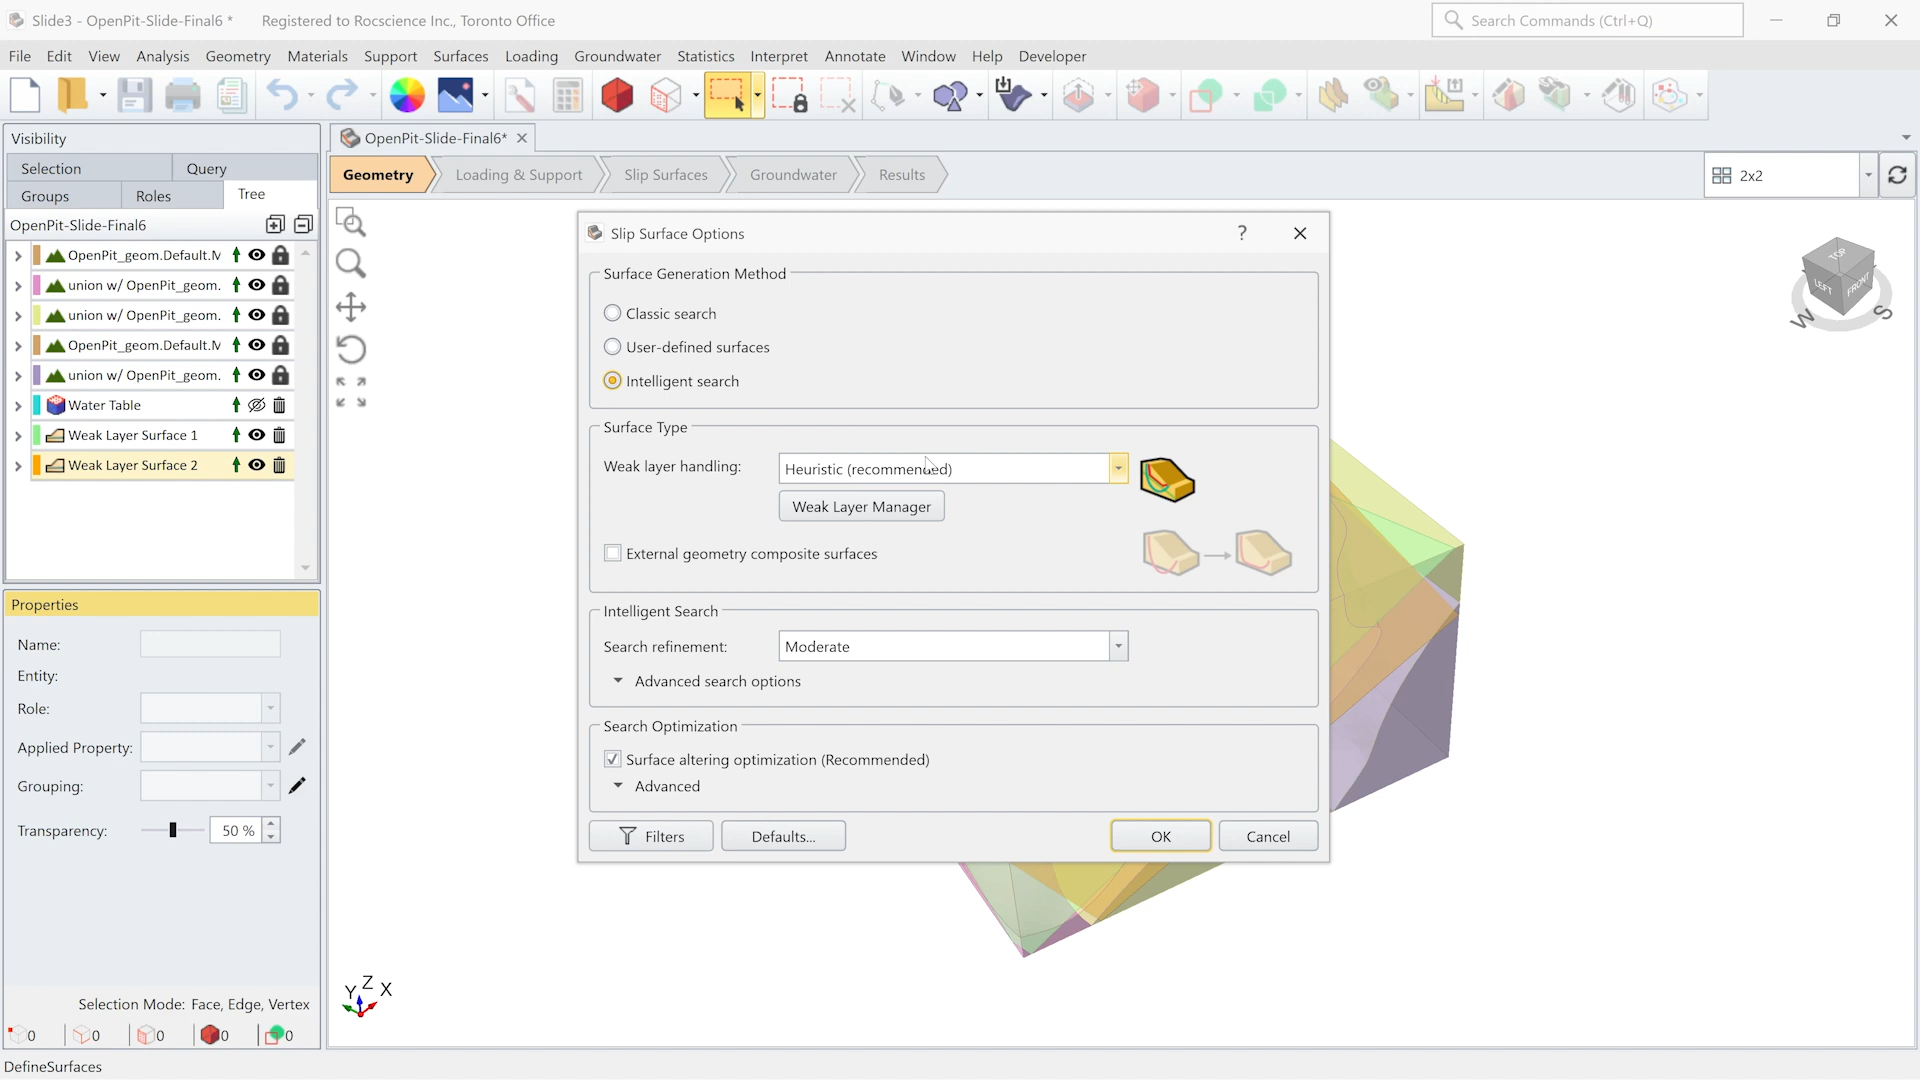 Slide3 - OpenPit-Slide-Final6 *
Registered to Rocscience Inc., Toronto Office
Search Commands (Ctrl+Q)
File Edit View Analysis Geometry Materials Support Surfaces Loading Groundwater Statistics Interpret Annotate Window Help Developer
Visibility
Selection Query
Groups Roles Tree
OpenPit-Slide-Final6
OpenPit_geom.Default.M
union w/ OpenPit_geom.
union w/ OpenPit_geom.
OpenPit_geom.Default.M
union w/ OpenPit_geom.
Water Table
Weak Layer Surface 1
Weak Layer Surface 2
Properties
Name:
Entity:
Role:
Applied Property:
Grouping:
Transparency: 50 %
Selection Mode: Face, Edge, Vertex
0 0 0 0 0
DefineSurfaces
OpenPit-Slide-Final6*
Geometry Loading & Support Slip Surfaces Groundwater Results
2x2
Slip Surface Options
?
Surface Generation Method
Classic search
User-defined surfaces
Intelligent search
Surface Type
Weak layer handling: Heuristic (recommended)
Weak Layer Manager
External geometry composite surfaces
Intelligent Search
Search refinement: Moderate
Advanced search options
Search Optimization
Surface altering optimization (Recommended)
Advanced
Filters Defaults... OK Cancel
TOP
LEFT FRONT
W S
Y Z X